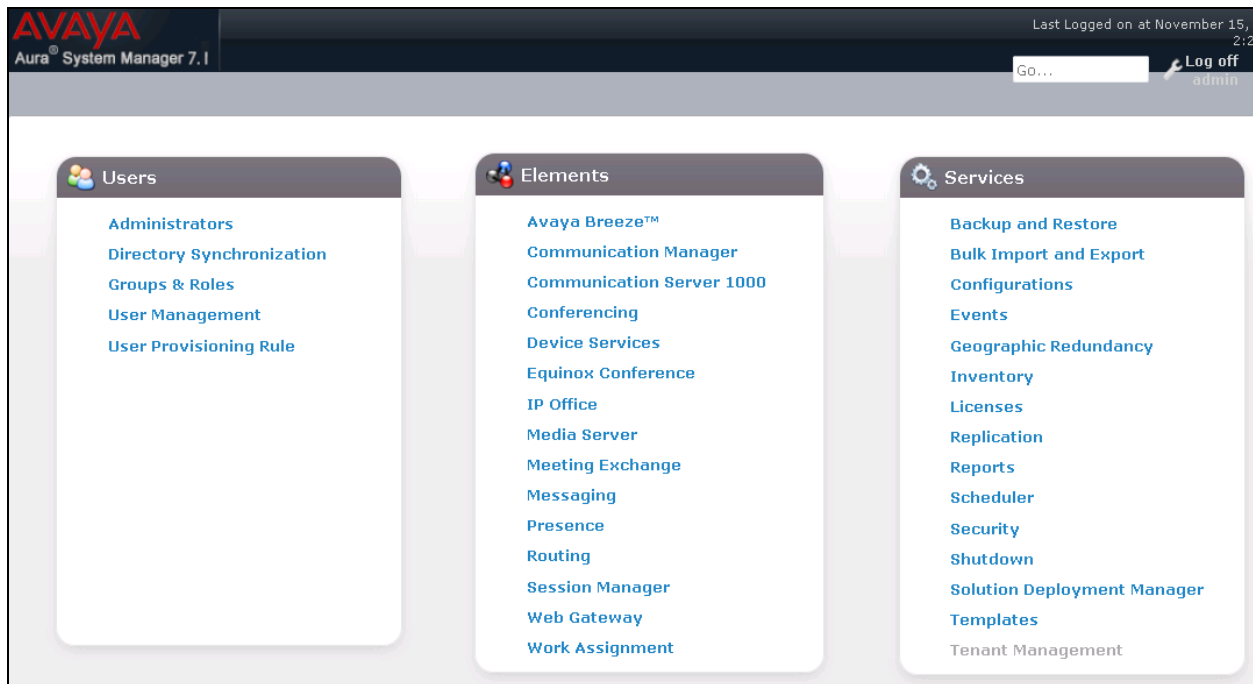 AVAYA
Aura® System Manager 7.1
Last Logged on at November 15,
2:2
Go...
Log off
admin
Users
Administrators
Directory Synchronization
Groups & Roles
User Management
User Provisioning Rule
Elements
Avaya Breeze™
Communication Manager
Communication Server 1000
Conferencing
Device Services
Equinox Conference
IP Office
Media Server
Meeting Exchange
Messaging
Presence
Routing
Session Manager
Web Gateway
Work Assignment
Services
Backup and Restore
Bulk Import and Export
Configurations
Events
Geographic Redundancy
Inventory
Licenses
Replication
Reports
Scheduler
Security
Shutdown
Solution Deployment Manager
Templates
Tenant Management